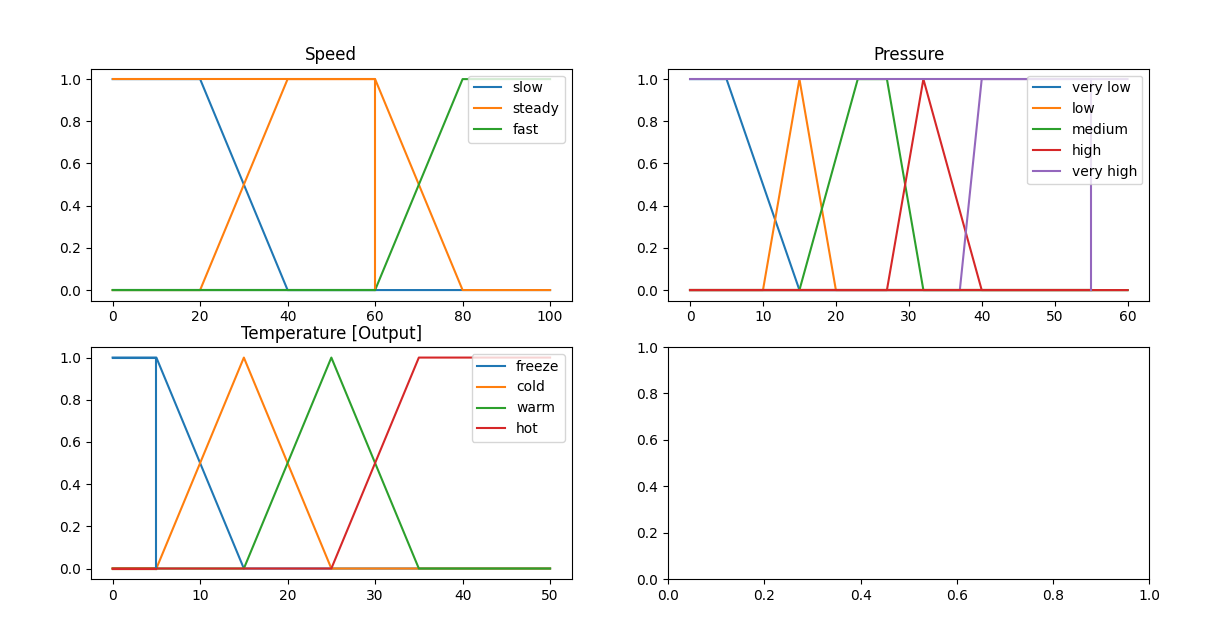 Speed
1.0
0.8
0.6
0.4
0.2
0.0
0 20 40 60 80 100
slow
steady
fast
Pressure
1.0
0.8
0.6
0.4
0.2
0.0
0 10 20 30 40 50 60
very low
low
medium
high
very high
Temperature [Output]
1.0
0.8
0.6
0.4
0.2
0.0
0 10 20 30 40 50
freeze
cold
warm
hot
1.0
0.8
0.6
0.4
0.2
0.0
0.0 0.2 0.4 0.6 0.8 1.0